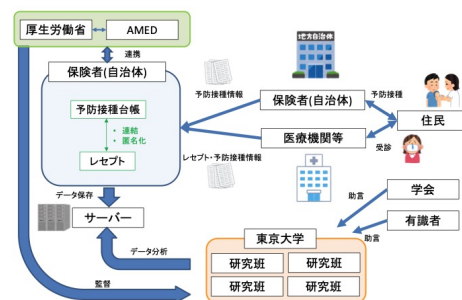 厚生労働省
AMED
連携
保険者(自治体)
予防接種台帳
・ 連結
・ 匿名化
レセプト
データ保存
サーバー
データ分析
監督
予防接種情報
レセプト・予防接種情報
地方自治体
保険者(自治体)
医療機関等
予防接種
住民
受診
学会
助言
有識者
助言
東京大学
研究班
研究班
研究班
研究班